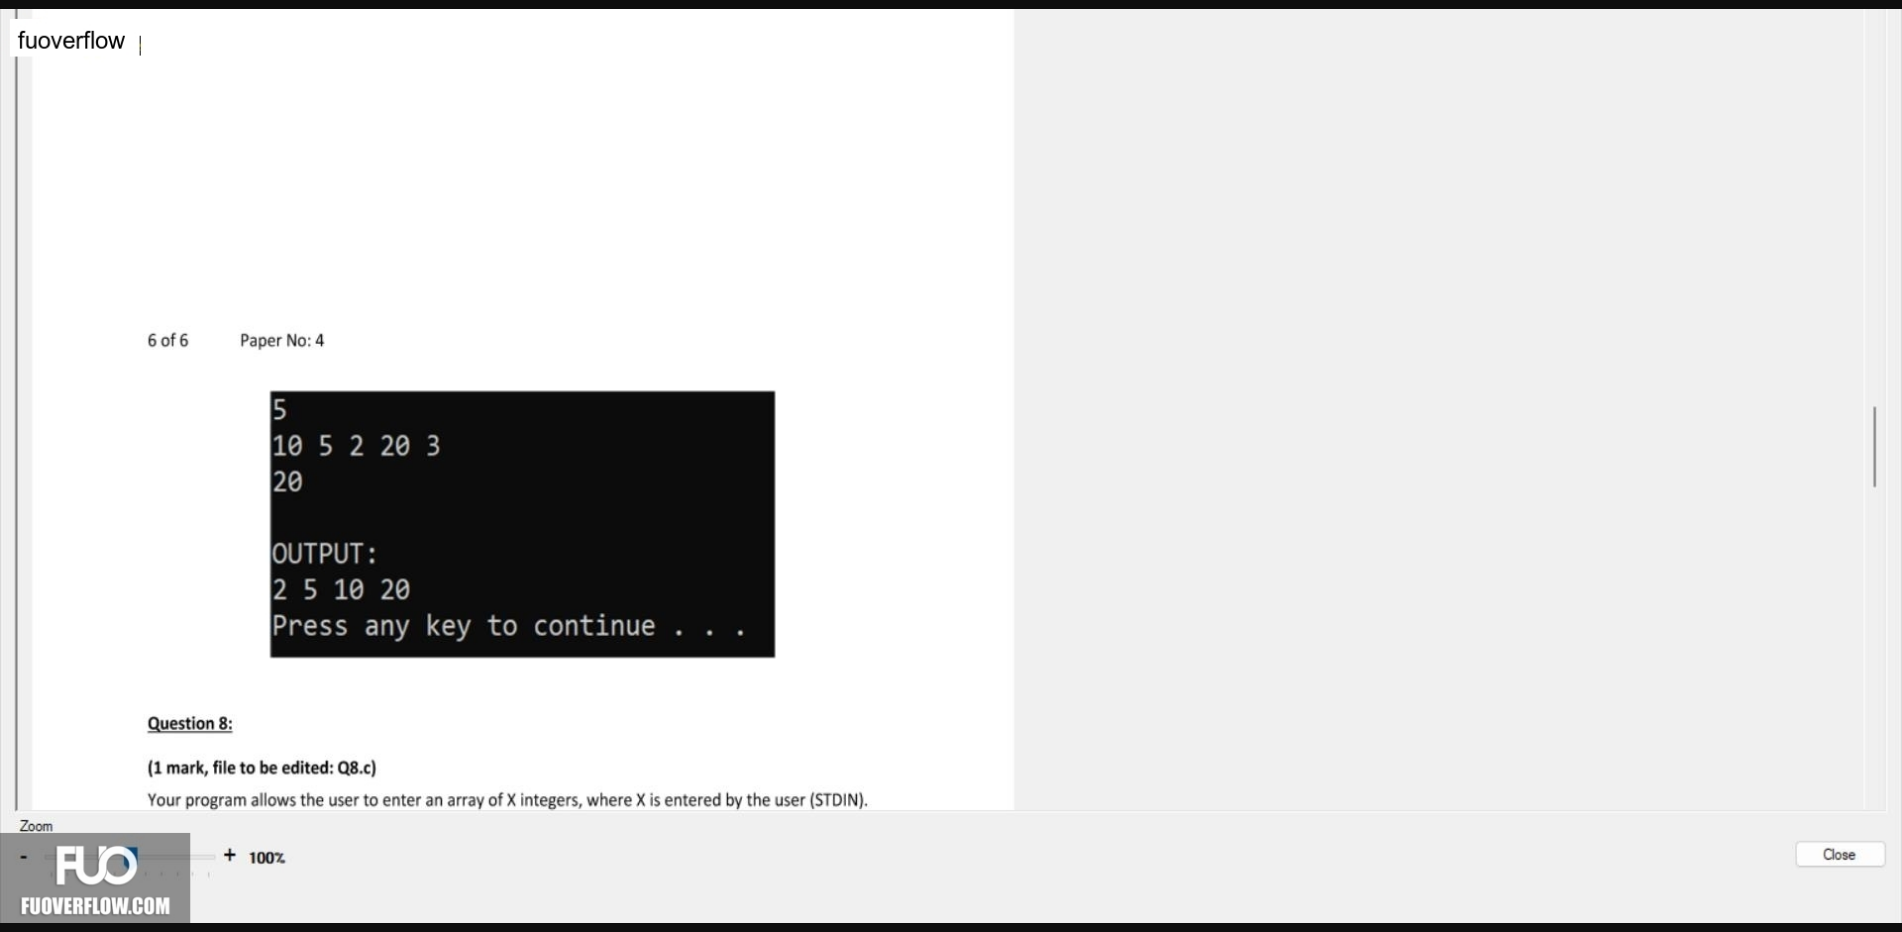 fuoverflow
6 of 6 Paper No: 4
5
10 5 2 20 3
20
OUTPUT:
2 5 10 20
Press any key to continue . . .
Question 8:
(1 mark, file to be edited: Q8.c)
Your program allows the user to enter an array of X integers, where X is entered by the user (STDIN).
Zoom
- + 100%
Close
FUO
FUOVERFLOW.COM